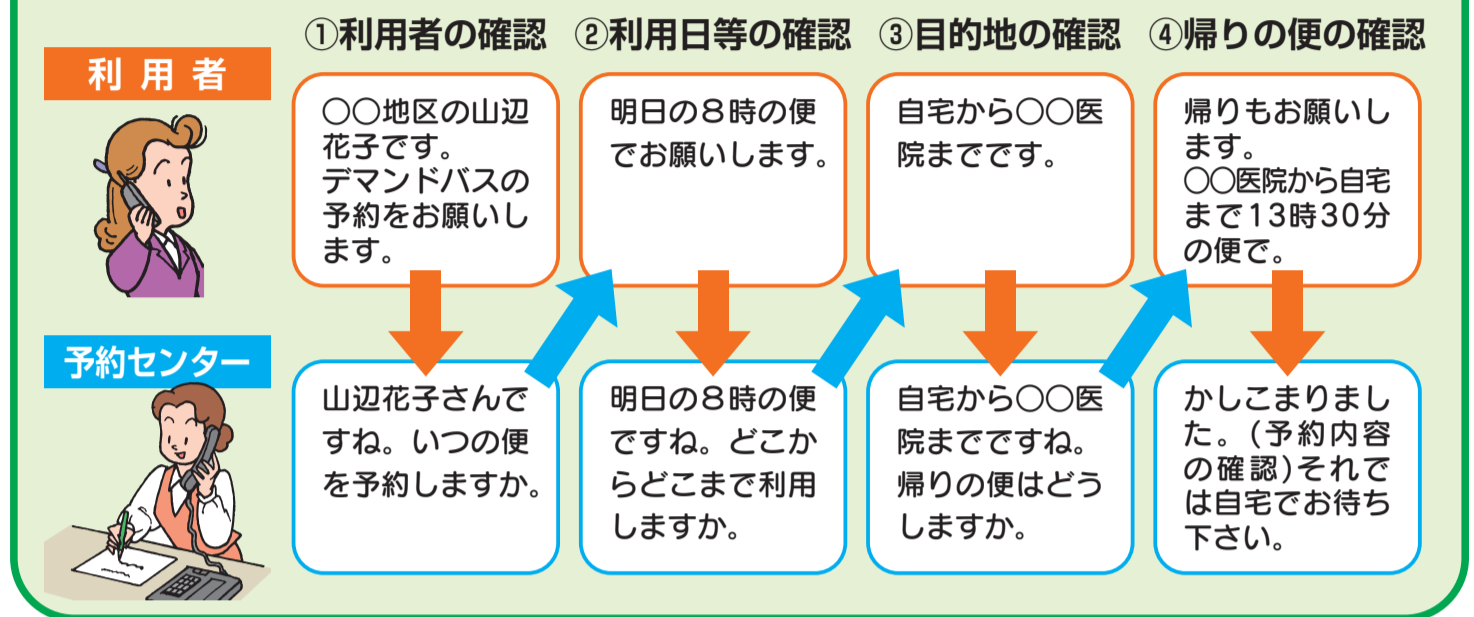 ①利用者の確認
②利用日等の確認
③目的地の確認
④帰りの便の確認
利用者
〇〇地区の山辺
花子です。
デマンドバスの
予約をお願いし
ます。
明日の8時の便
でお願いします。
自宅から〇〇医
院までです。
帰りもお願いし
ます。
〇〇医院から自宅
まで13時30分
の便で。
予約センター
山辺花子さんで
すね。いつの便
を予約しますか。
明日の8時の便
ですね。どこか
らどこまで利用
しますか。
自宅から〇〇医
院までですね。
帰りの便はどう
しますか。
かしこまりまし
た。(予約内容
の確認)それで
は自宅でお待ち
下さい。